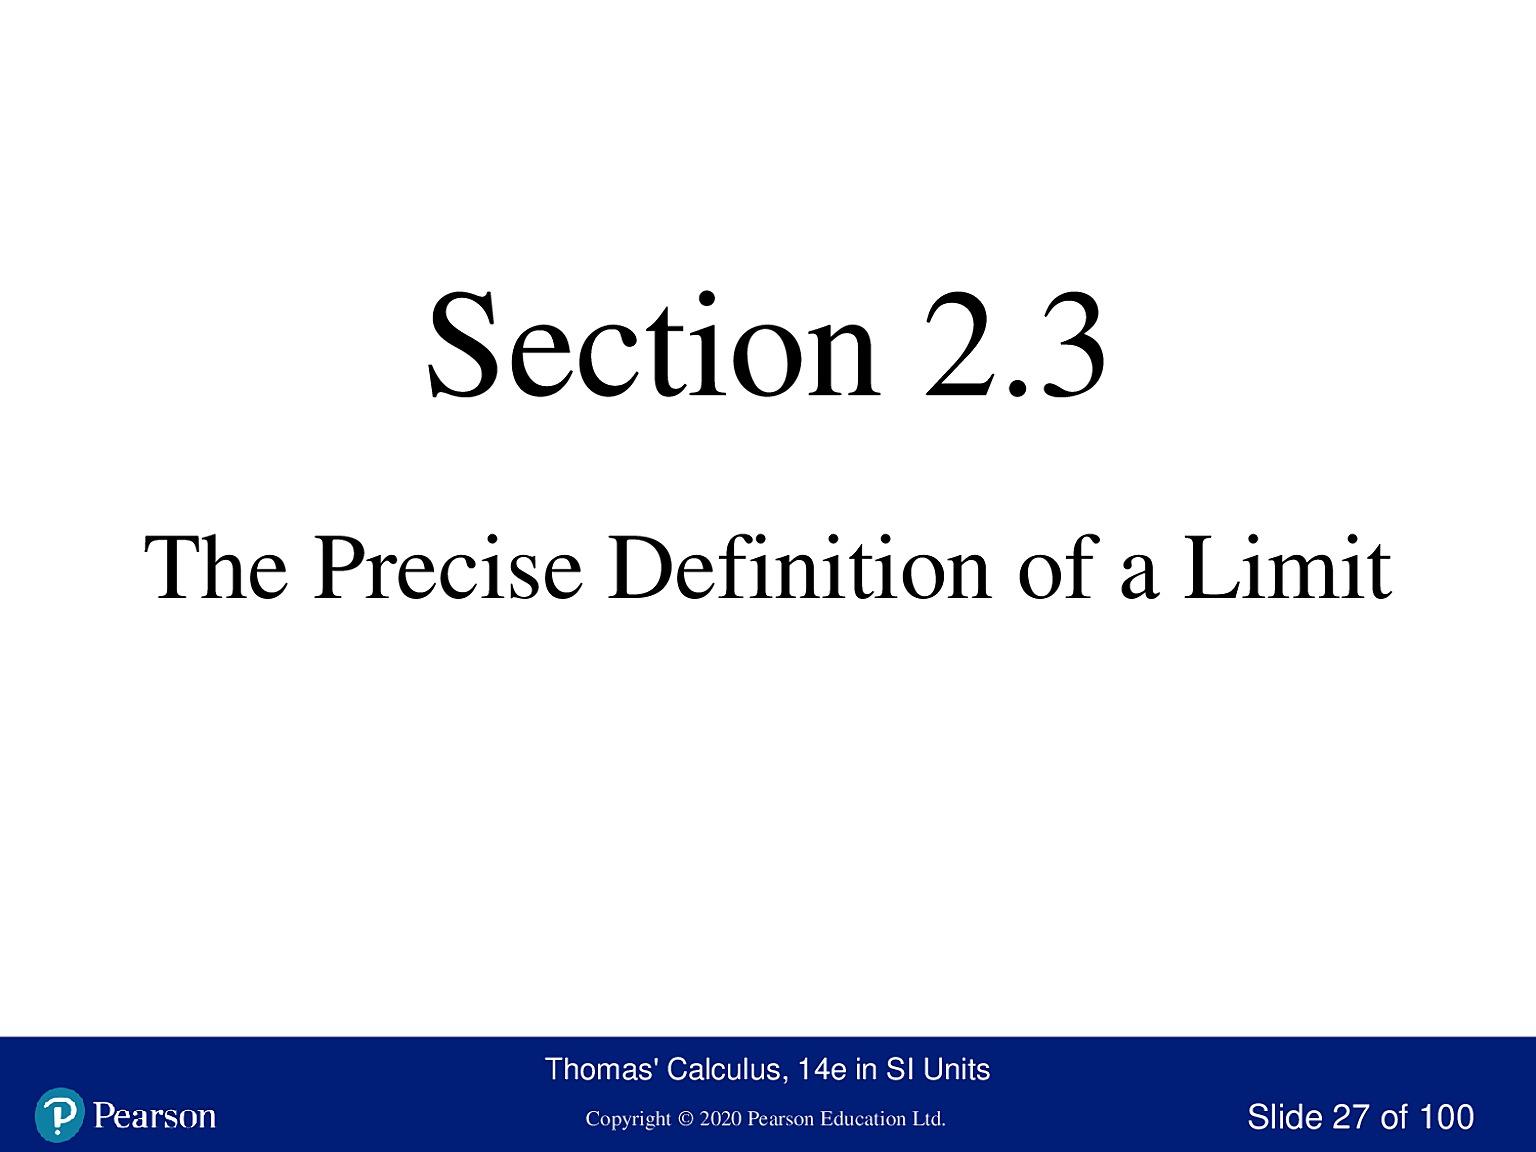 Section 2.3
The Precise Definition of a Limit
Thomas' Calculus, 14e in SI Units
Pearson
Copyright © 2020 Pearson Education Ltd.
Slide 27 of 100